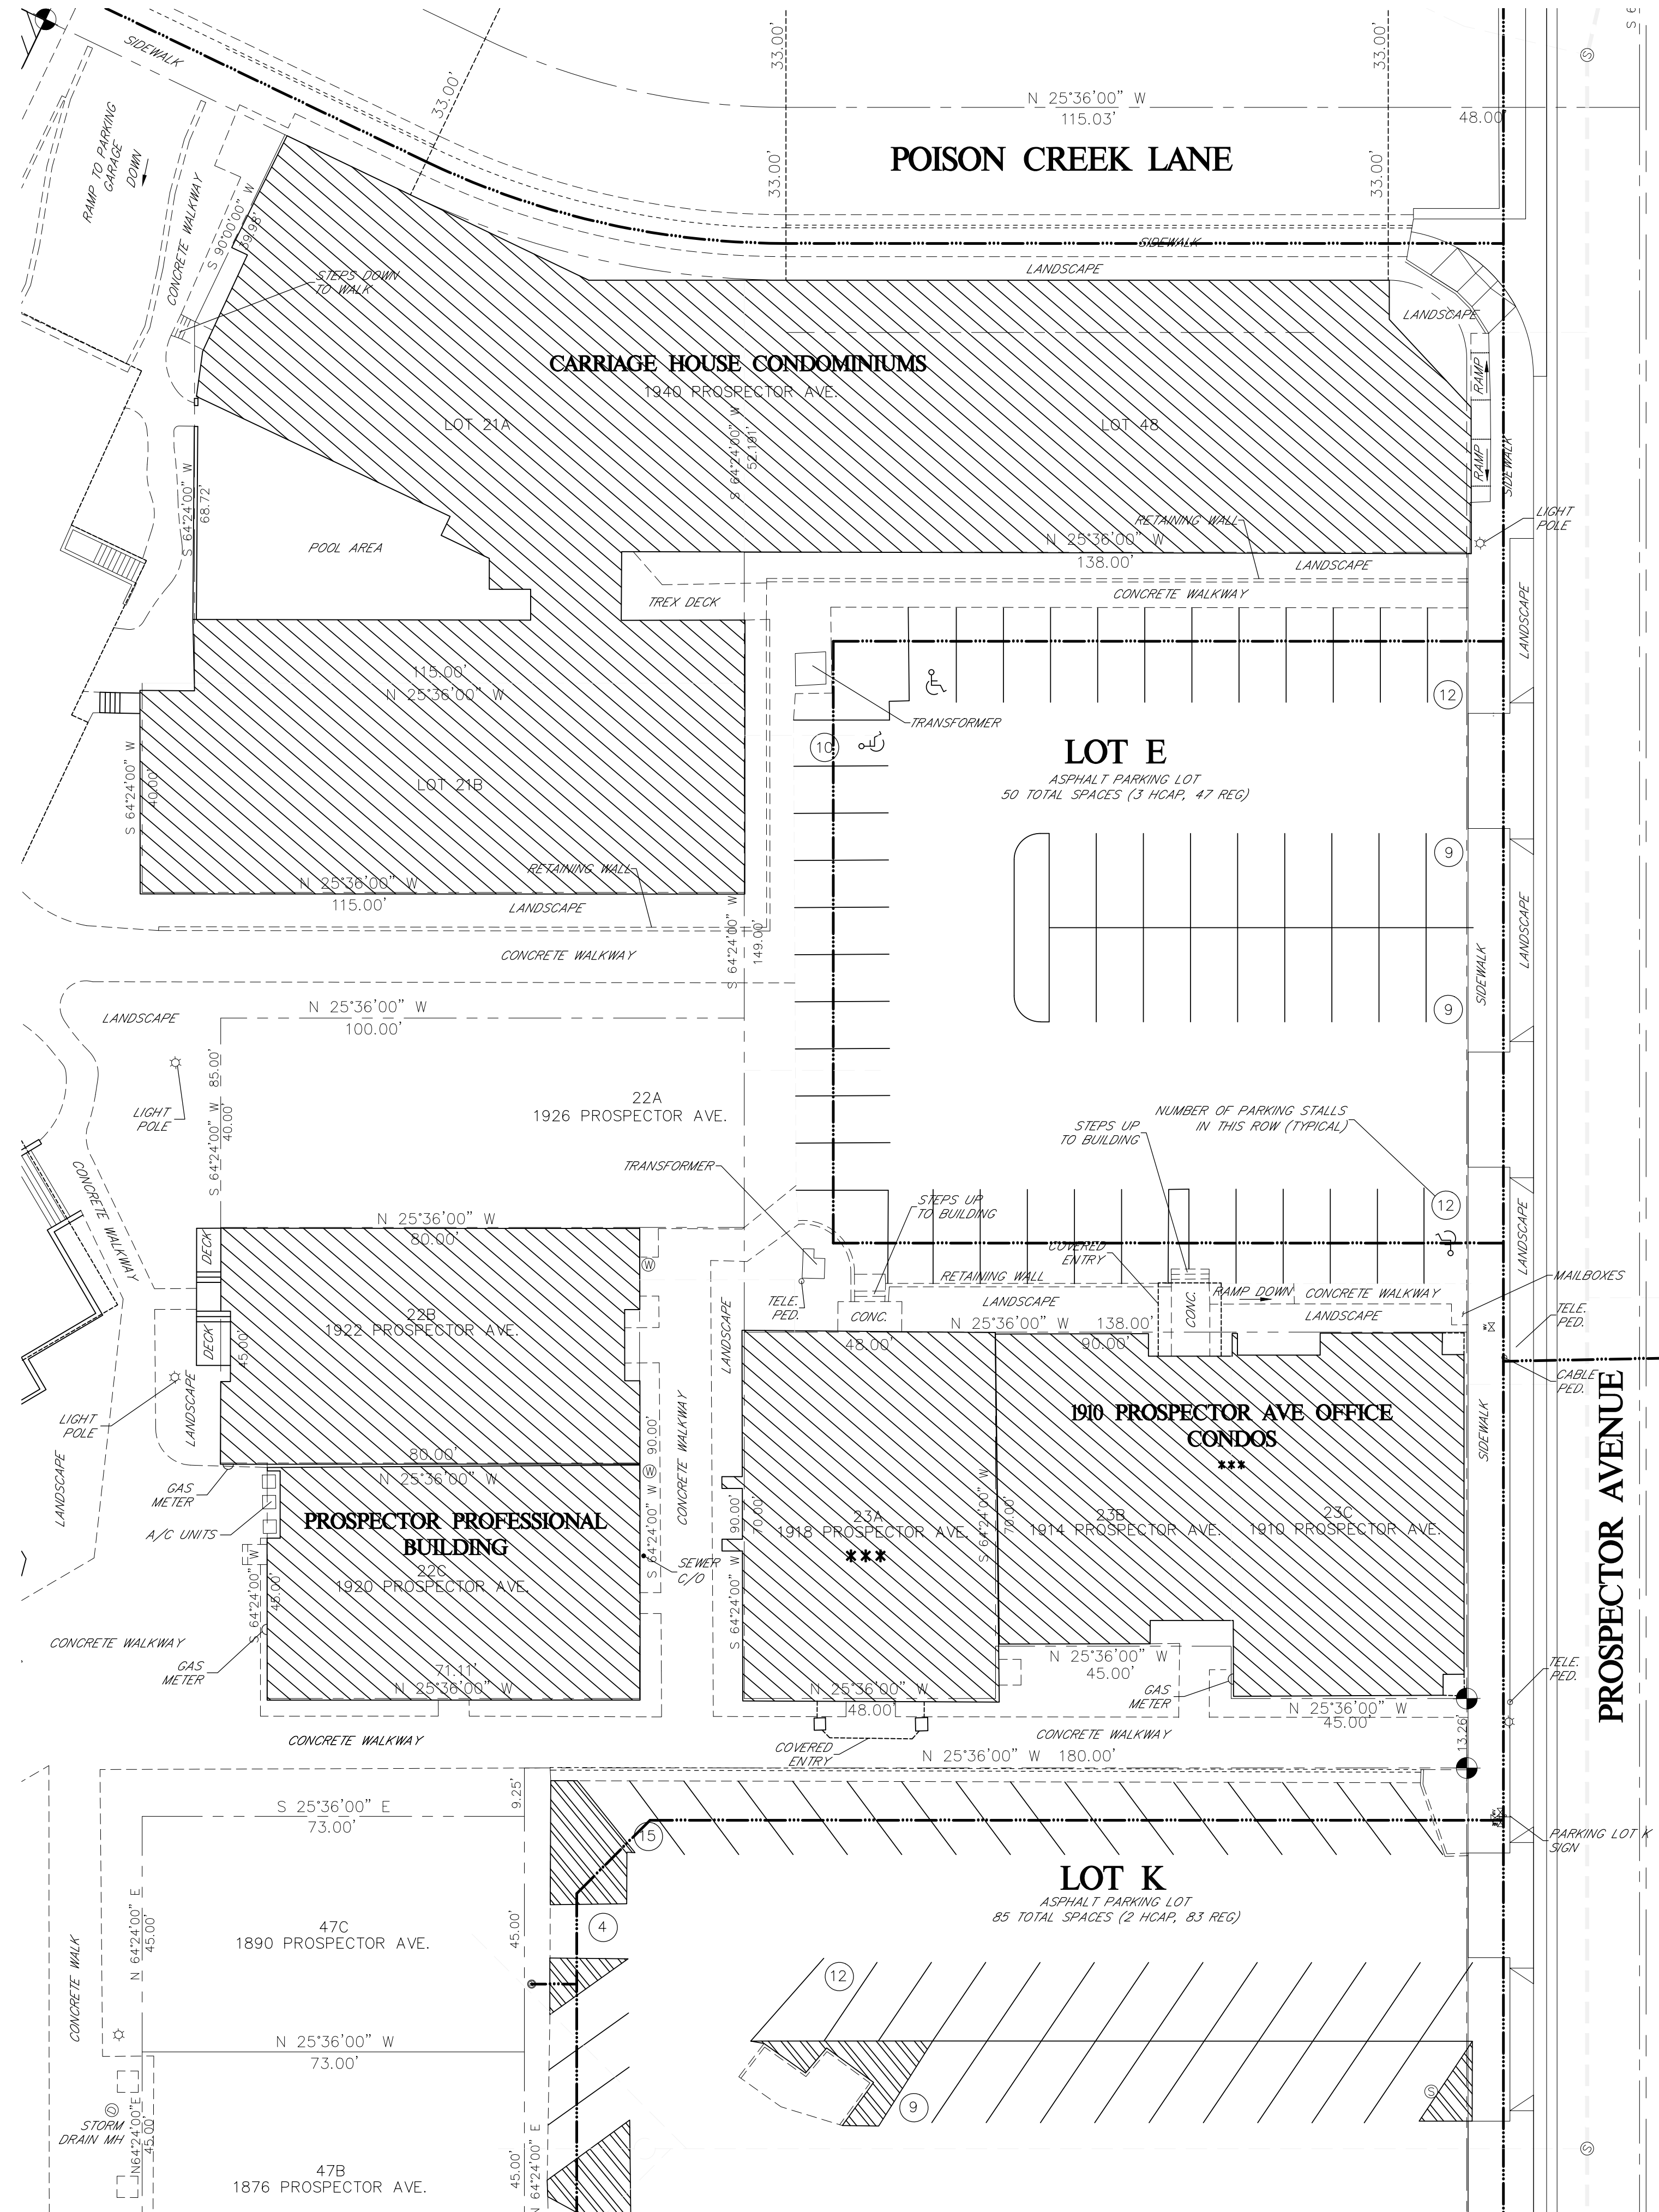 SIDEWALK
33.00'
33.00'
33.00'
N 25°36'00" W
115.03'
48.00'
POISON CREEK LANE
33.00'
33.00'
RAMP TO PARKING
GARAGE
DOWN
CONCRETE WALKWAY
S 90°00'00" W
39.98'
STEPS DOWN
TO WALK
SIDEWALK
LANDSCAPE
LANDSCAPE
CARRIAGE HOUSE CONDOMINIUMS
1940 PROSPECTOR AVE.
LOT 21A
S 64°24'00" W
52.191'
LOT 48
RAMP
RAMP
SIDEWALK
S 64°24'00" W
68.72'
POOL AREA
RETAINING WALL
N 25°36'00" W
138.00'
LANDSCAPE
LIGHT
POLE
TREX DECK
CONCRETE WALKWAY
LANDSCAPE
115.00'
N 25°36'00" W
12
TRANSFORMER
10
LOT E
ASPHALT PARKING LOT
50 TOTAL SPACES (3 HCAP, 47 REG)
S 64°24'00" W
40.00'
LOT 21B
RETAINING WALL
9
N 25°36'00" W
115.00'
LANDSCAPE
CONCRETE WALKWAY
S 64°24'00" W
149.00'
SIDEWALK
LANDSCAPE
LANDSCAPE
N 25°36'00" W
100.00'
9
S 64°24'00" W 85.00'
40.00'
LIGHT
POLE
22A
1926 PROSPECTOR AVE.
NUMBER OF PARKING STALLS
IN THIS ROW (TYPICAL)
STEPS UP
TO BUILDING
TRANSFORMER
CONCRETE WALKWAY
STEPS UP
TO BUILDING
12
LANDSCAPE
N 25°36'00" W
80.00'
DECK
W
COVERED
ENTRY
RETAINING WALL
MAILBOXES
TELE.
PED.
CONC.
LANDSCAPE
CONC.
RAMP DOWN
CONCRETE WALKWAY
LANDSCAPE
TELE.
PED.
22B
1922 PROSPECTOR AVE.
DECK
45.00'
LANDSCAPE
N 25°36'00" W
138.00'
48.00'
90.00'
CABLE
PED.
LANDSCAPE
LIGHT
POLE
LANDSCAPE
1910 PROSPECTOR AVE OFFICE
CONDOS
***
SIDEWALK
PROSPECTOR AVENUE
80.00'
N 25°36'00" W
W
S 64°24'00" W 90.00'
CONCRETE WALKWAY
GAS
METER
A/C UNITS
PROSPECTOR PROFESSIONAL
BUILDING
22C
1920 PROSPECTOR AVE.
S 64°24'00" W
45.00'
SEWER
C/O
S 64°24'00" W 90.00'
70.00'
23A
1918 PROSPECTOR AVE.
***
S 64°24'00" W
70.00'
23B
1914 PROSPECTOR AVE.
23C
1910 PROSPECTOR AVE.
CONCRETE WALKWAY
GAS
METER
71.11'
N 25°36'00" W
N 25°36'00" W
48.00'
N 25°36'00" W
45.00'
GAS
METER
N 25°36'00" W
45.00'
TELE.
PED.
13.26'
CONCRETE WALKWAY
COVERED
ENTRY
CONCRETE WALKWAY
N 25°36'00" W 180.00'
9.25'
S 25°36'00" E
73.00'
15
PARKING LOT K
SIGN
LOT K
ASPHALT PARKING LOT
85 TOTAL SPACES (2 HCAP, 83 REG)
N 64°24'00" E
45.00'
47C
1890 PROSPECTOR AVE.
45.00'
4
CONCRETE WALK
12
N 25°36'00" W
73.00'
9
S
D
STORM
DRAIN MH
N64°24'00"E
45.00'
47B
1876 PROSPECTOR AVE.
45.00'
N 64°24'00" E
S
S